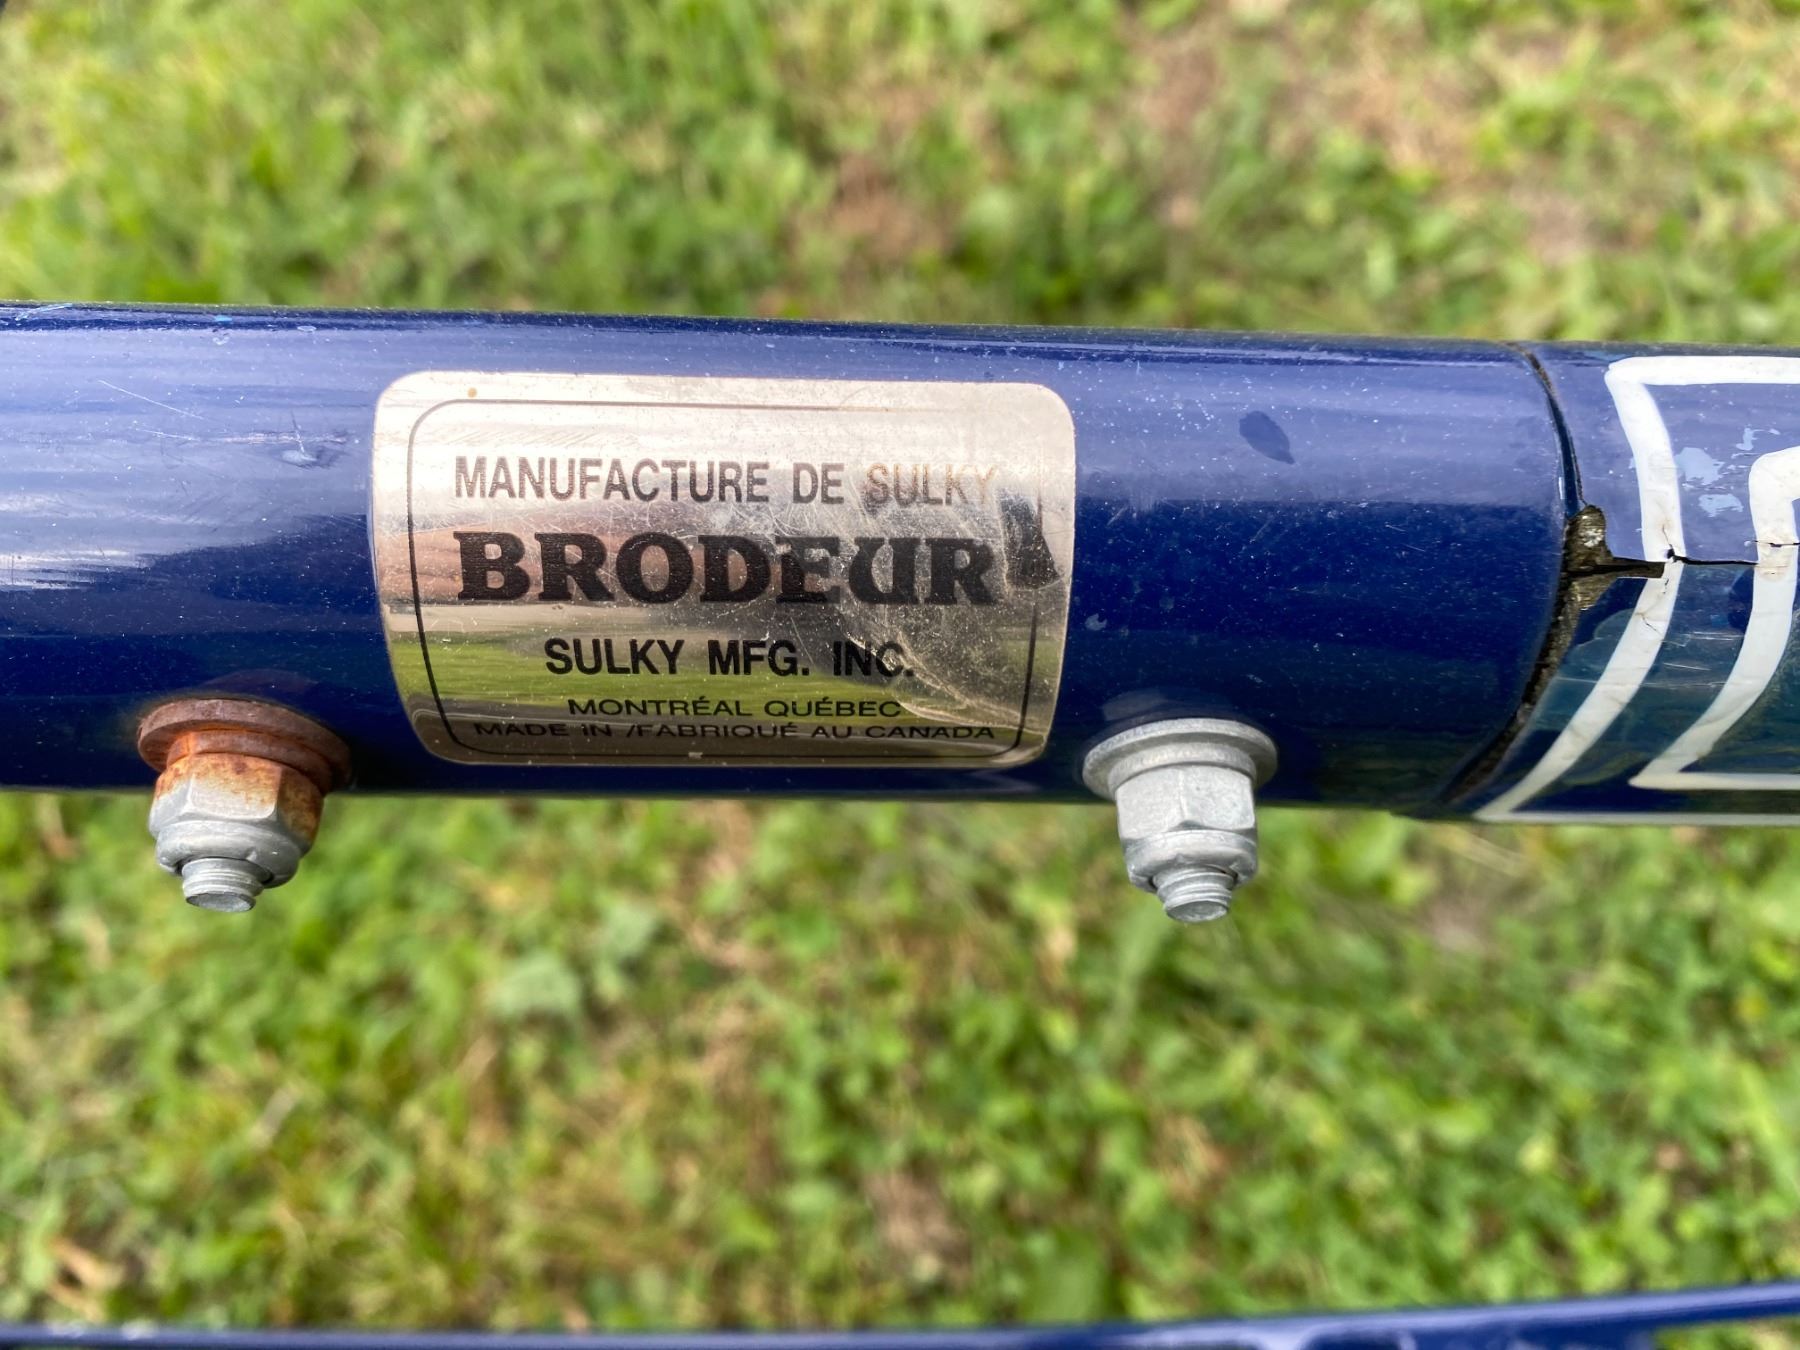 MANUFACTURE DE SULKY
BRODEUR
SULKY MFG. INC.
MONTRÉAL QUÉBEC
MADE IN /FABRIQUÉ AU CANADA